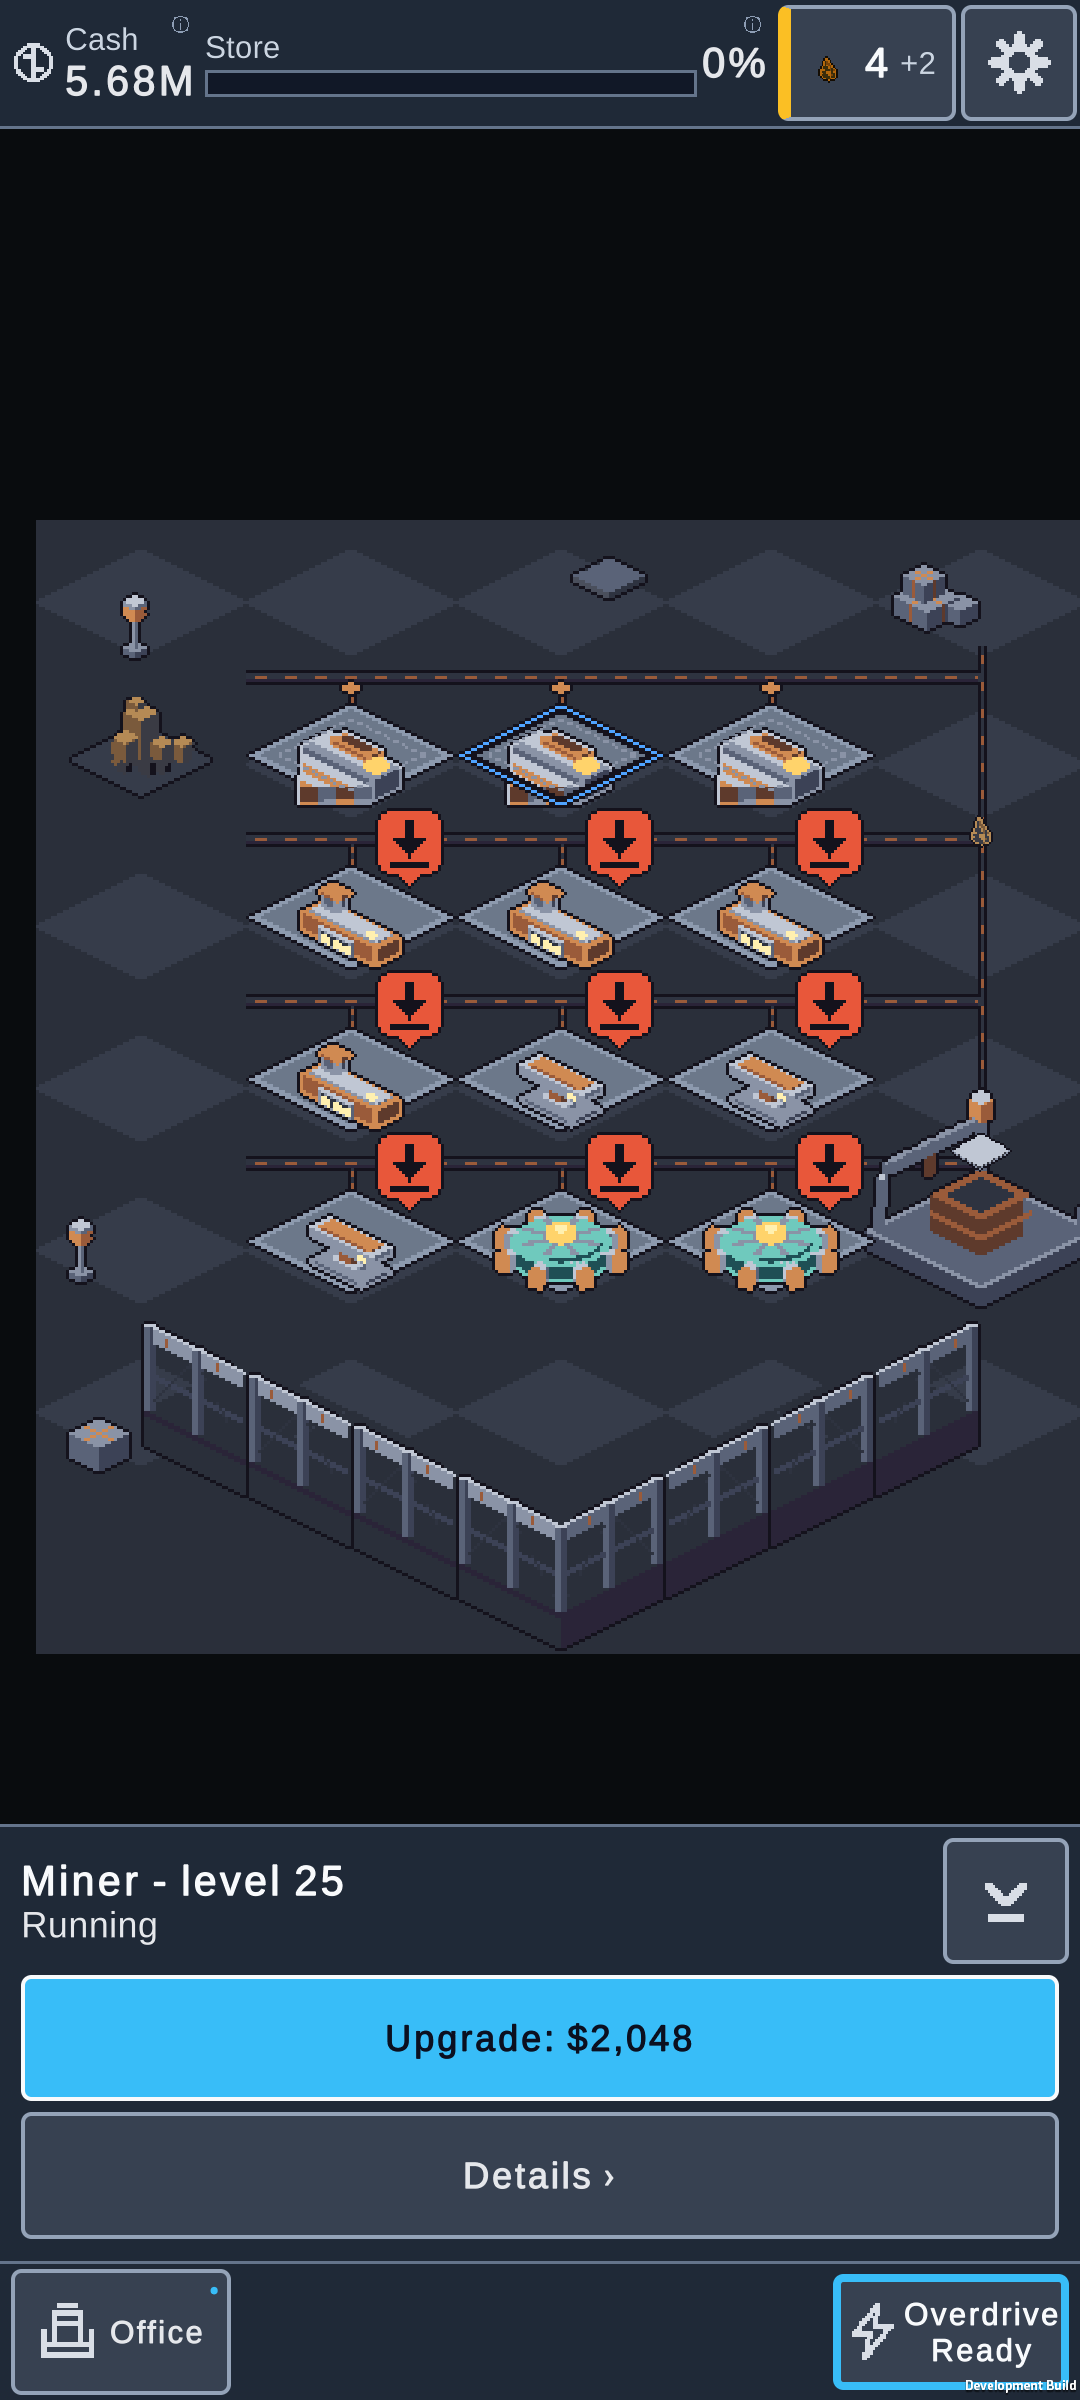 Cash
5.68M
Store
0%
4 +2
Miner - level 25
Running
Upgrade: $2,048
Details ›
Office
Overdrive
Ready
Development Build